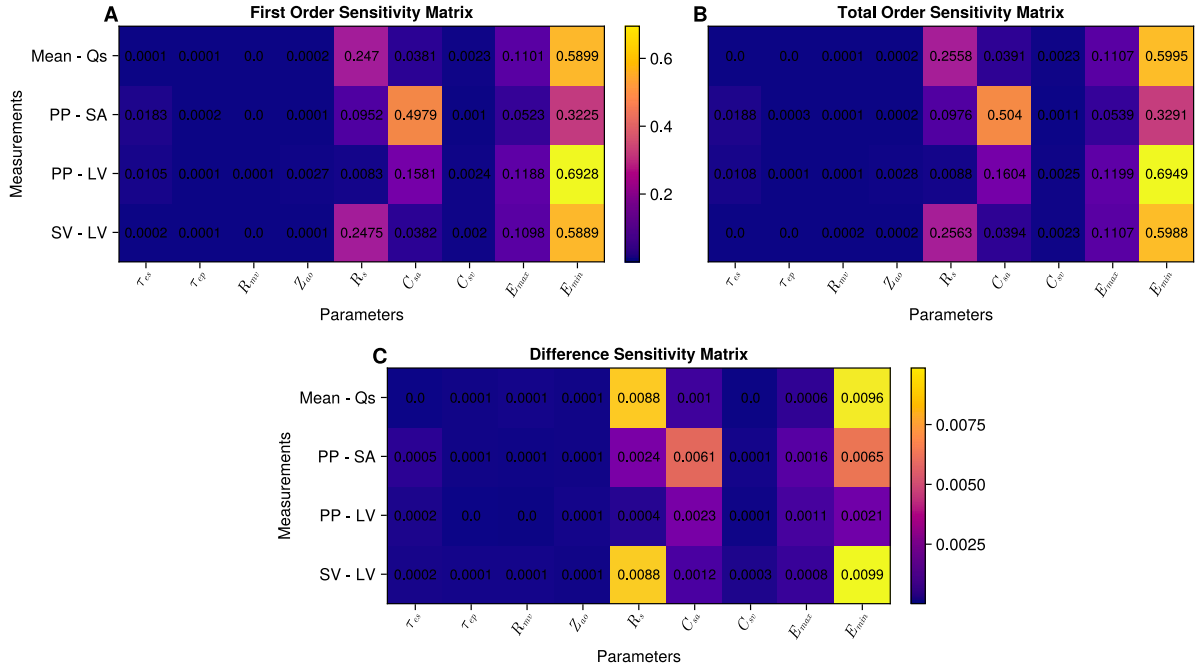 A First Order Sensitivity Matrix
Measurements
Mean - Qs 0.0001 0.0001 0.0 0.0002 0.247 0.0381 0.0023 0.1101 0.5899
PP - SA 0.0183 0.0002 0.0 0.0001 0.0952 0.4979 0.001 0.0523 0.3225
PP - LV 0.0105 0.0001 0.0001 0.0027 0.0083 0.1581 0.0024 0.1188 0.6928
SV - LV 0.0002 0.0001 0.0 0.0001 0.2475 0.0382 0.002 0.1098 0.5889
τes τep Rmv Zao Rs Csa Csv Emax Emin
Parameters
0.6
0.4
0.2
B Total Order Sensitivity Matrix
0.0 0.0 0.0001 0.0002 0.2558 0.0391 0.0023 0.1107 0.5995
0.0188 0.0003 0.0001 0.0002 0.0976 0.504 0.0011 0.0539 0.3291
0.0108 0.0001 0.0001 0.0028 0.0088 0.1604 0.0025 0.1199 0.6949
0.0 0.0 0.0002 0.0002 0.2563 0.0394 0.0023 0.1107 0.5988
τes τep Rmv Zao Rs Csa Csv Emax Emin
Parameters
C Difference Sensitivity Matrix
Measurements
Mean - Qs 0.0 0.0001 0.0001 0.0001 0.0088 0.001 0.0 0.0006 0.0096
PP - SA 0.0005 0.0001 0.0001 0.0001 0.0024 0.0061 0.0001 0.0016 0.0065
PP - LV 0.0002 0.0 0.0 0.0001 0.0004 0.0023 0.0001 0.0011 0.0021
SV - LV 0.0002 0.0001 0.0001 0.0001 0.0088 0.0012 0.0003 0.0008 0.0099
τes τep Rmv Zao Rs Csa Csv Emax Emin
Parameters
0.0075
0.0050
0.0025